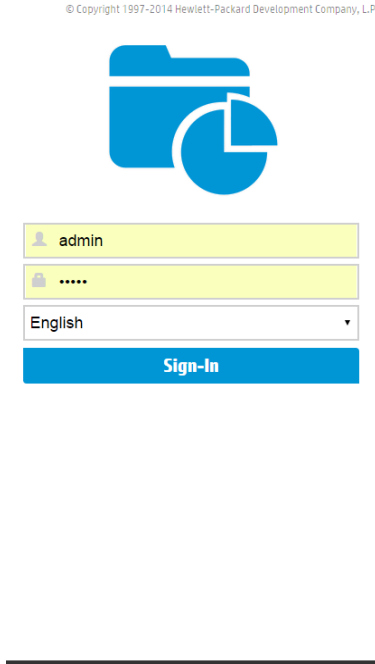 © Copyright 1997-2014 Hewlett-Packard Development Company, L.P
admin
•••••
English
Sign-In